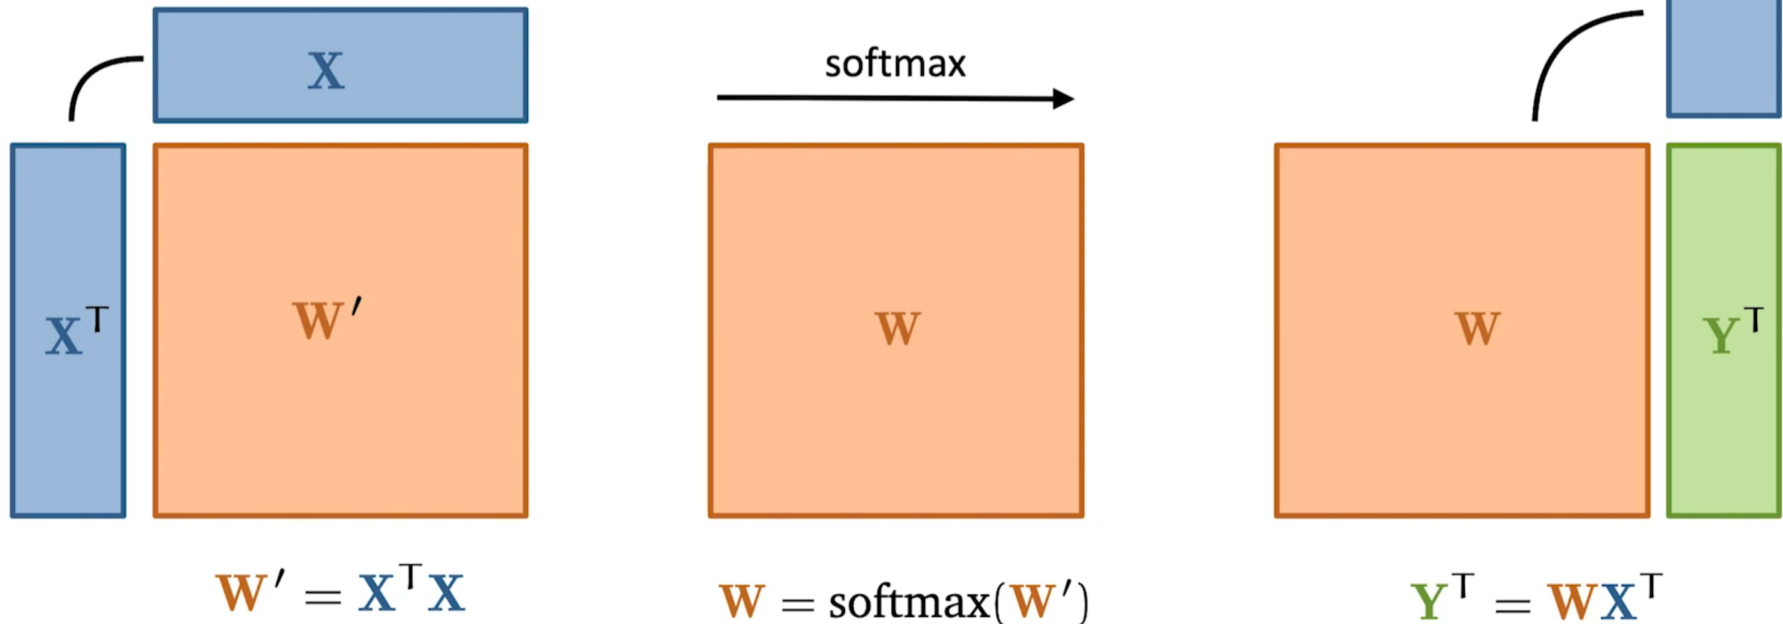 X
softmax
Xᵀ
W′
W
W
Yᵀ
W′ = XᵀX
W = softmax(W′)
Yᵀ = WXᵀ